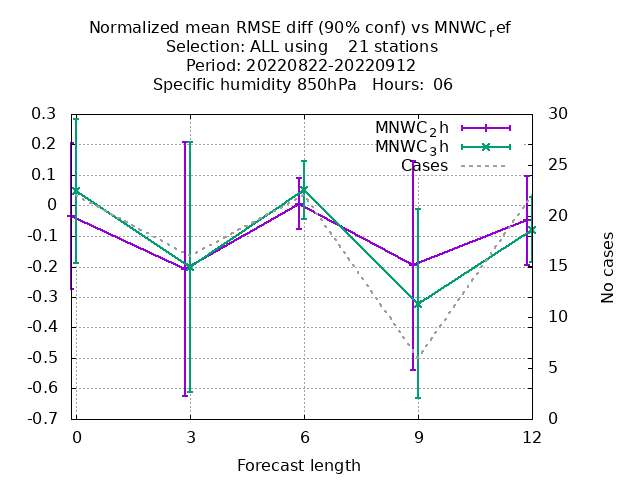 Normalized mean RMSE diff (90% conf) vs MNWC_ref
Selection: ALL using    21 stations
Period: 20220822-20220912
Specific humidity 850hPa   Hours:  06
MNWC_2h
MNWC_3h
Cases
0.3
0.2
0.1
0
-0.1
-0.2
-0.3
-0.4
-0.5
-0.6
-0.7
30
25
20
15
10
5
0
No cases
0 3 6 9 12
Forecast length